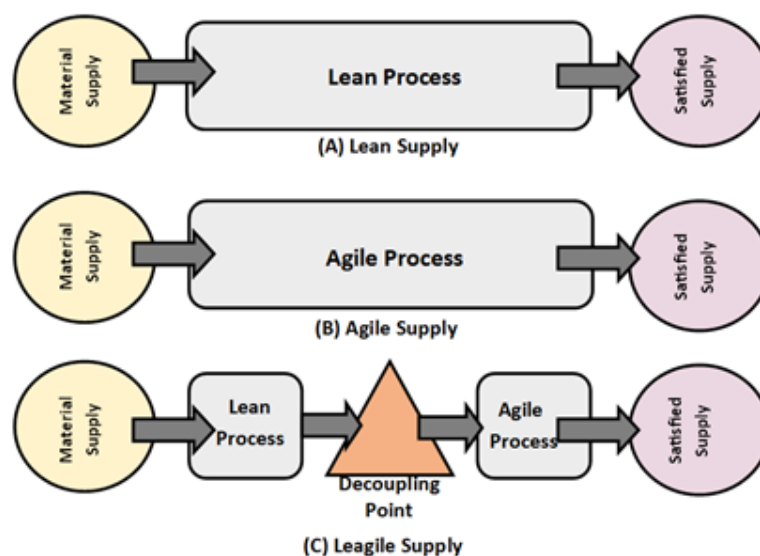 Material
Supply
Lean Process
Satisfied
Supply
(A) Lean Supply
Material
Supply
Agile Process
Satisfied
Supply
(B) Agile Supply
Material
Supply
Lean
Process
Decoupling
Point
Agile
Process
Satisfied
Supply
(C) Leagile Supply